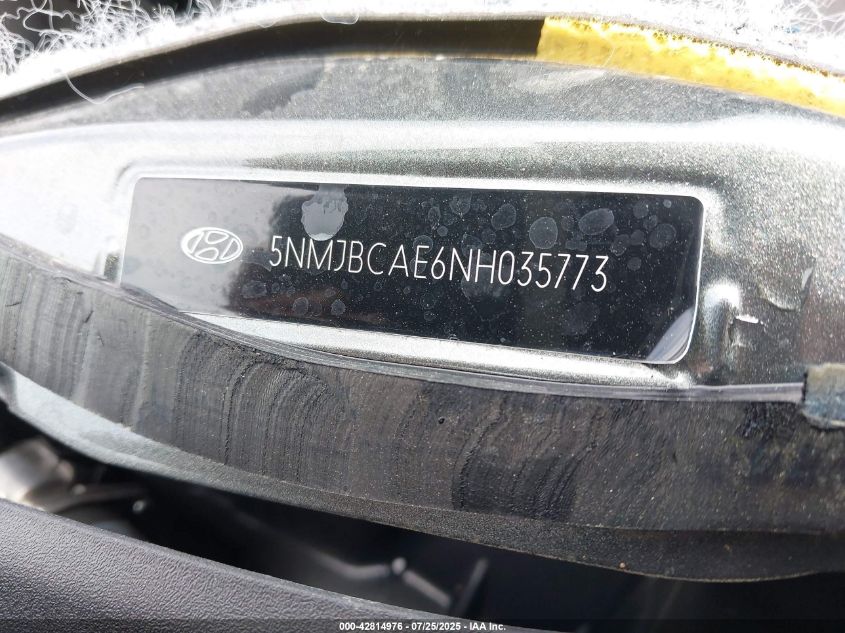 5NMJBCAE6NH035773
000-42814976 - 07/25/2025 - IAA Inc.